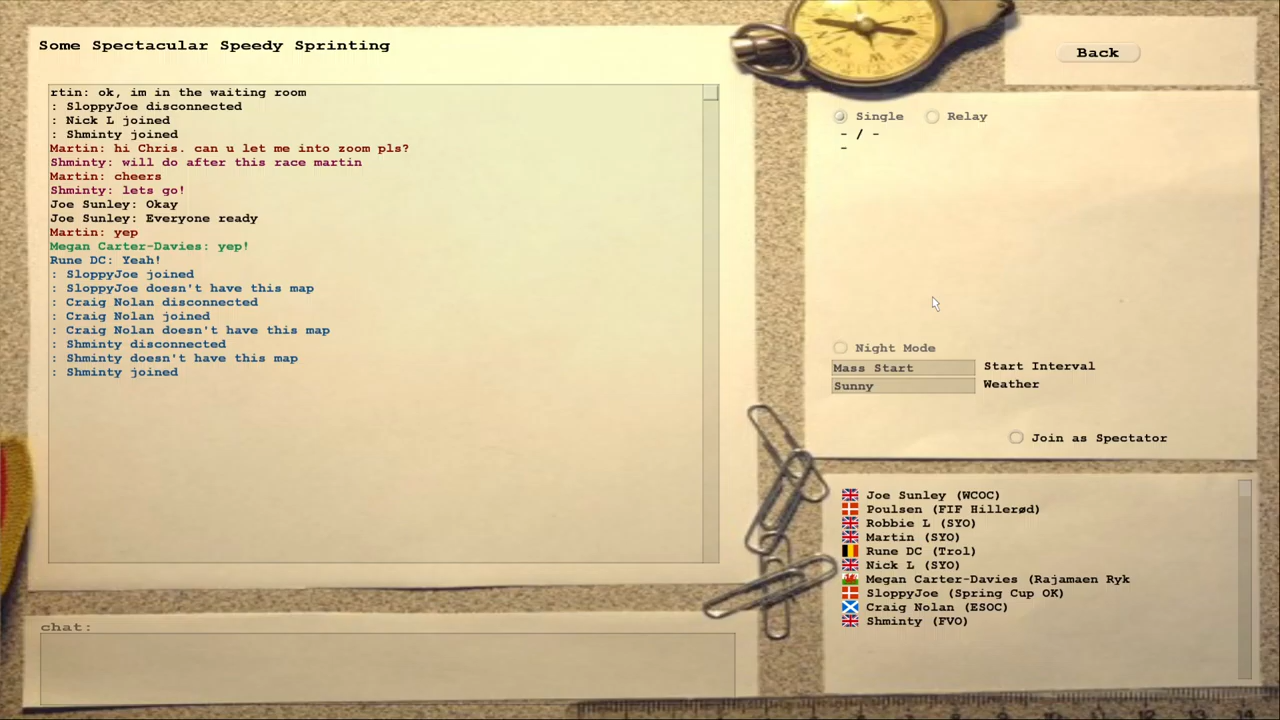 Some Spectacular Speedy Sprinting
Back
rtin: ok, im in the waiting room
: SloppyJoe disconnected
: Nick L joined
: Shminty joined
Martin: hi Chris. can u let me into zoom pls?
Shminty: will do after this race martin
Martin: cheers
Shminty: lets go!
Joe Sunley: Okay
Joe Sunley: Everyone ready
Martin: yep
Megan Carter-Davies: yep!
Rune DC: Yeah!
: SloppyJoe joined
: SloppyJoe doesn't have this map
: Craig Nolan disconnected
: Craig Nolan joined
: Craig Nolan doesn't have this map
: Shminty disconnected
: Shminty doesn't have this map
: Shminty joined
chat:
Single Relay
- / -
-
Night Mode
Mass Start Start Interval
Sunny Weather
Join as Spectator
Joe Sunley (WCOC)
Poulsen (FIF Hillerød)
Robbie L (SYO)
Martin (SYO)
Rune DC (Trol)
Nick L (SYO)
Megan Carter-Davies (Rajamaen Ryk
SloppyJoe (Spring Cup OK)
Craig Nolan (ESOC)
Shminty (FVO)